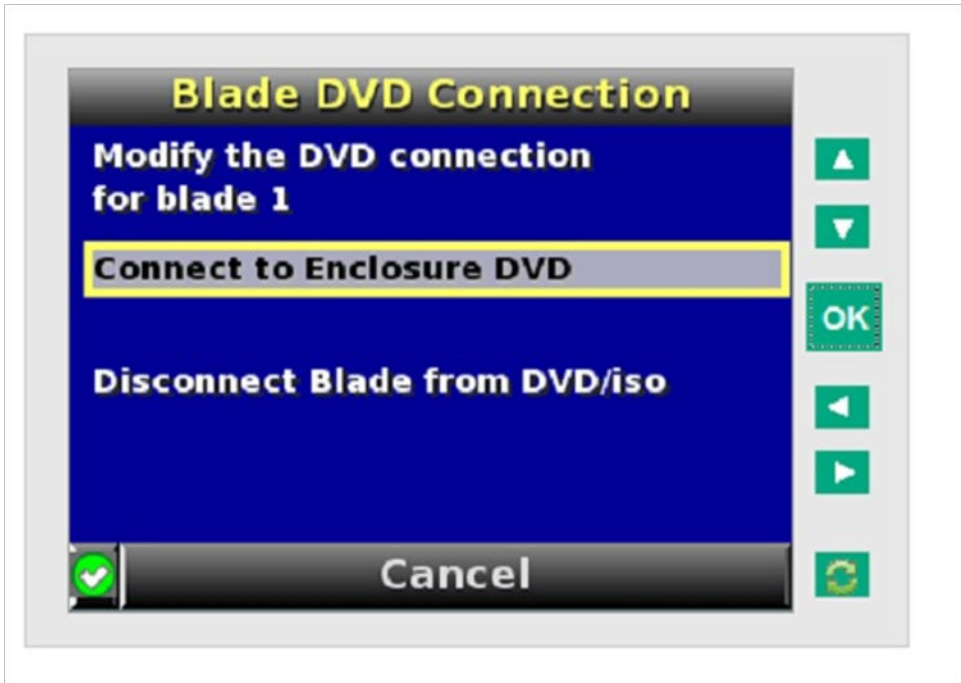 Blade DVD Connection
Modify the DVD connection
for blade 1
Connect to Enclosure DVD
OK
Disconnect Blade from DVD/iso
Cancel